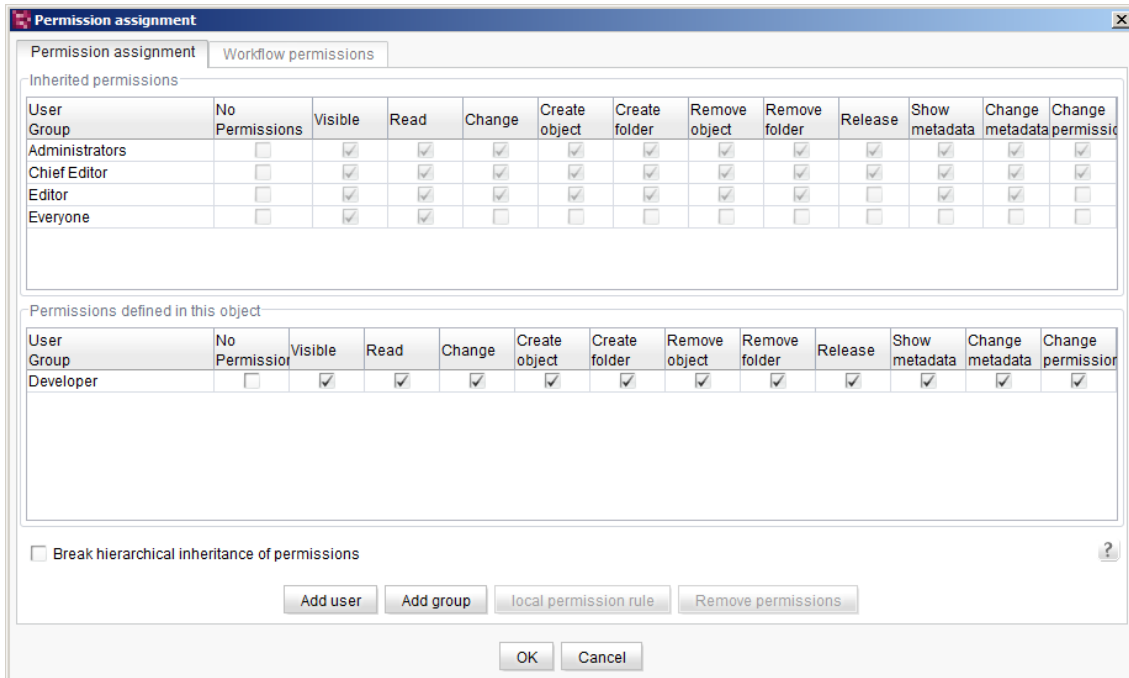 Permission assignment
Permission assignment Workflow permissions
Inherited permissions
User Group No Permissions Visible Read Change Create object Create folder Remove object Remove folder Release Show metadata Change metadata Change permissic
Administrators
Chief Editor
Editor
Everyone
Permissions defined in this object
User Group No Permission Visible Read Change Create object Create folder Remove object Remove folder Release Show metadata Change metadata Change permission
Developer
Break hierarchical inheritance of permissions ?
Add user Add group local permission rule Remove permissions
OK Cancel